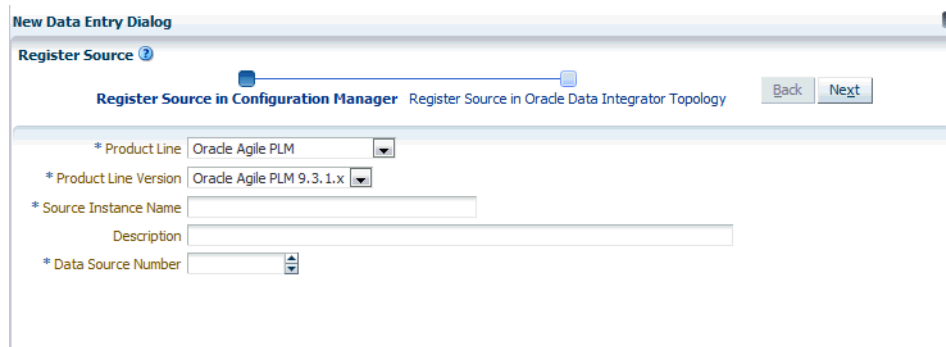 New Data Entry Dialog
Register Source ?
Register Source in Configuration Manager Register Source in Oracle Data Integrator Topology Back Next
* Product Line Oracle Agile PLM
* Product Line Version Oracle Agile PLM 9.3.1.x
* Source Instance Name
Description
* Data Source Number